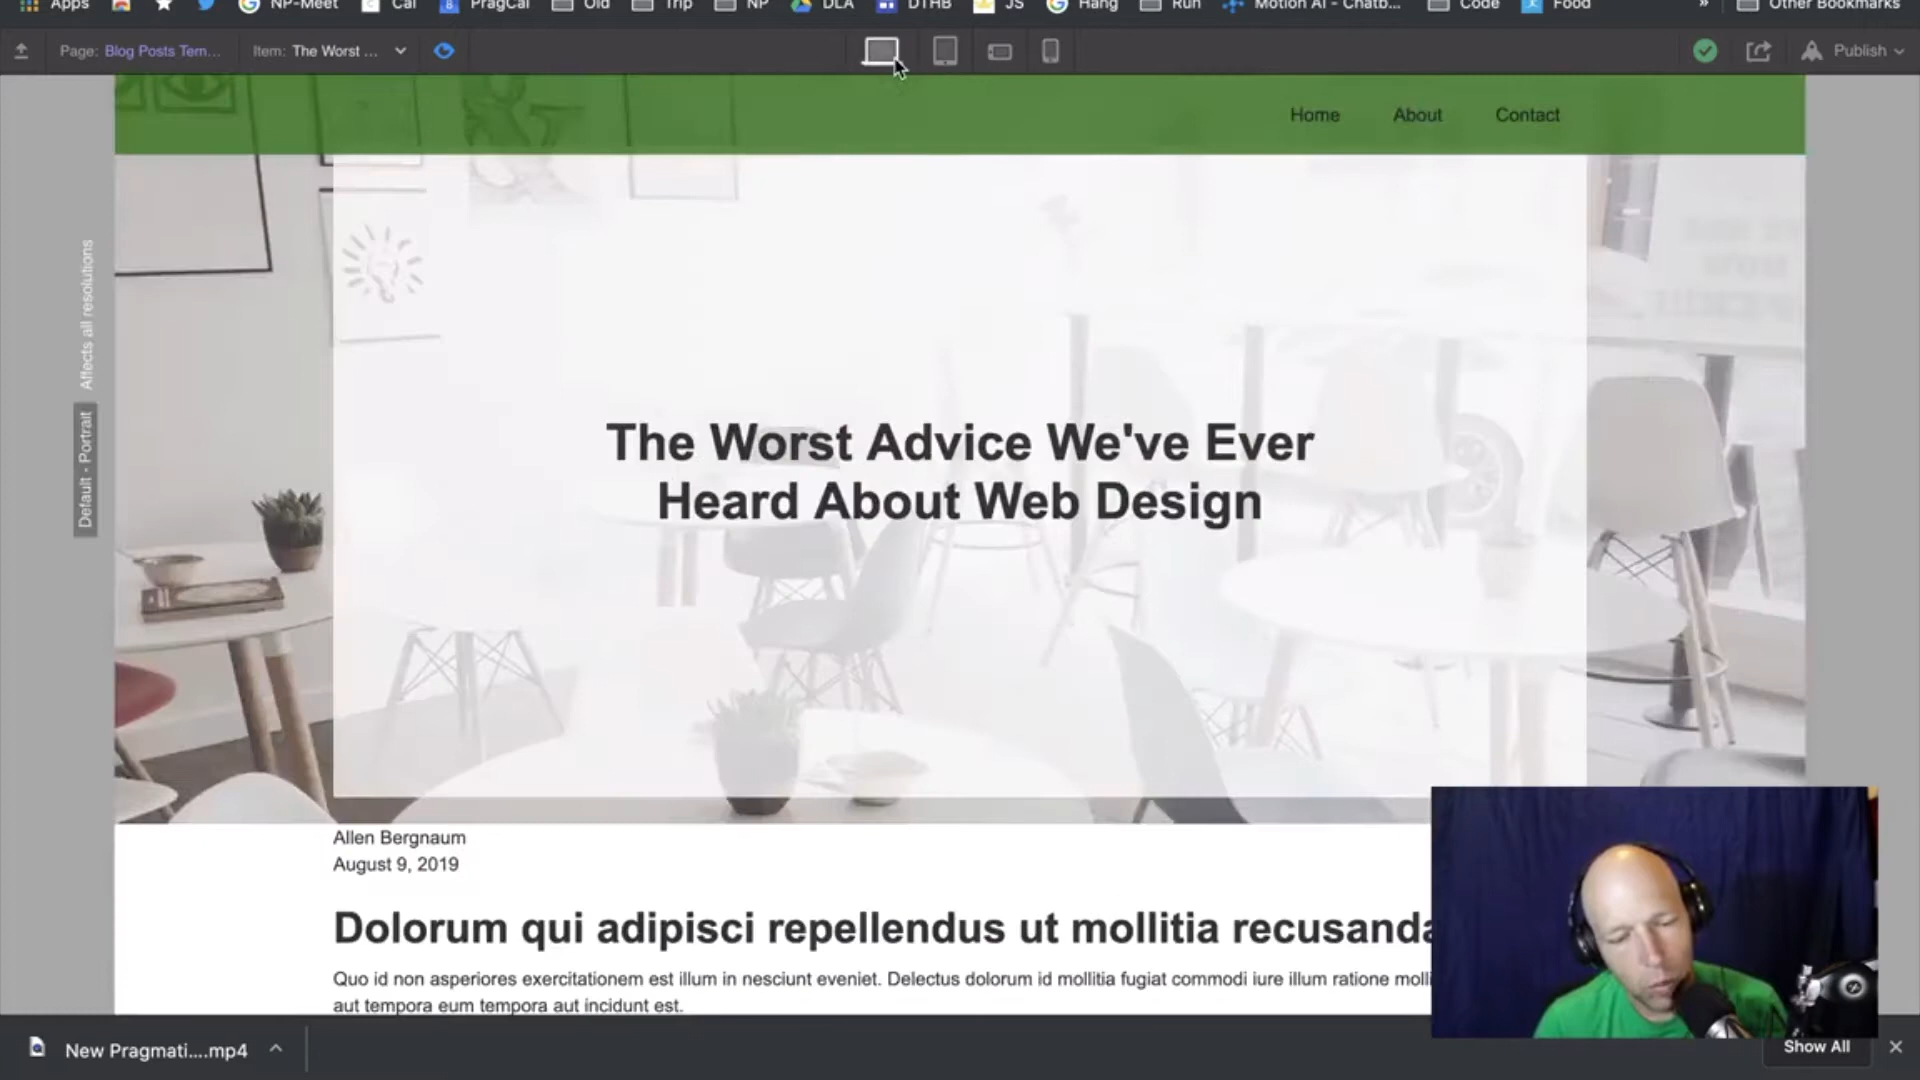 Apps NP-Meet Cal PragCal Old Trip NP DLA DTHB JS Hang Run Motion AI - Chatb... Code Food » Other Bookmarks
Page: Blog Posts Tem... Item: The Worst ... Publish
Home About Contact
Default - Portrait Affects all resolutions
The Worst Advice We've Ever
Heard About Web Design
Allen Bergnaum
August 9, 2019
Dolorum qui adipisci repellendus ut mollitia recusanda
Quo id non asperiores exercitationem est illum in nesciunt eveniet. Delectus dolorum id mollitia fugiat commodi iure illum ratione molli
aut tempora eum tempora aut incidunt est.
New Pragmati....mp4 Show All